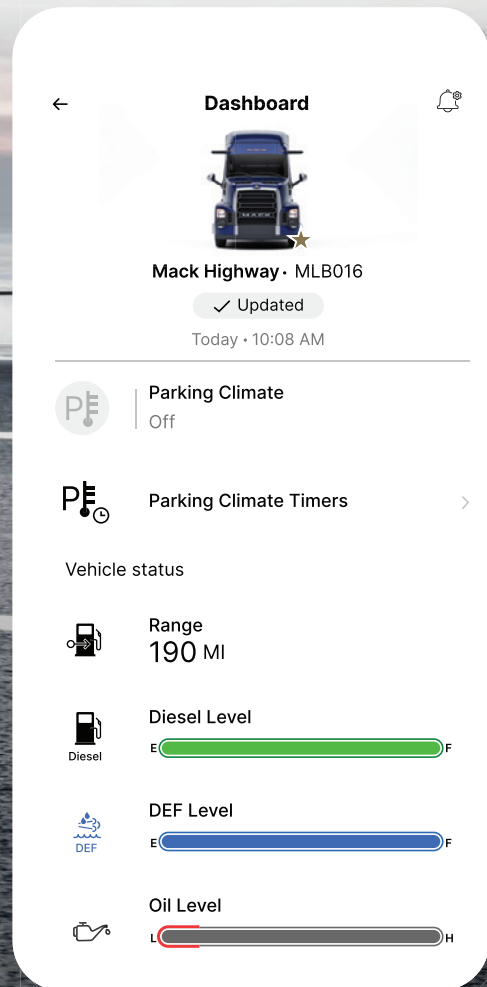 Dashboard
MACK
Mack Highway • MLB016
Updated
Today • 10:08 AM
P
Parking Climate
Off
P
Parking Climate Timers
Vehicle status
Range
190 MI
Diesel Level
E F
Diesel
DEF Level
E F
DEF
Oil Level
L H